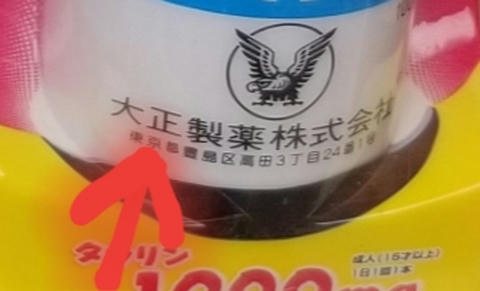 大正製薬株式会社
東京都豊島区高田3丁目24番1号
タウリン
1000mg
成人(15才以上)
1日1回1本